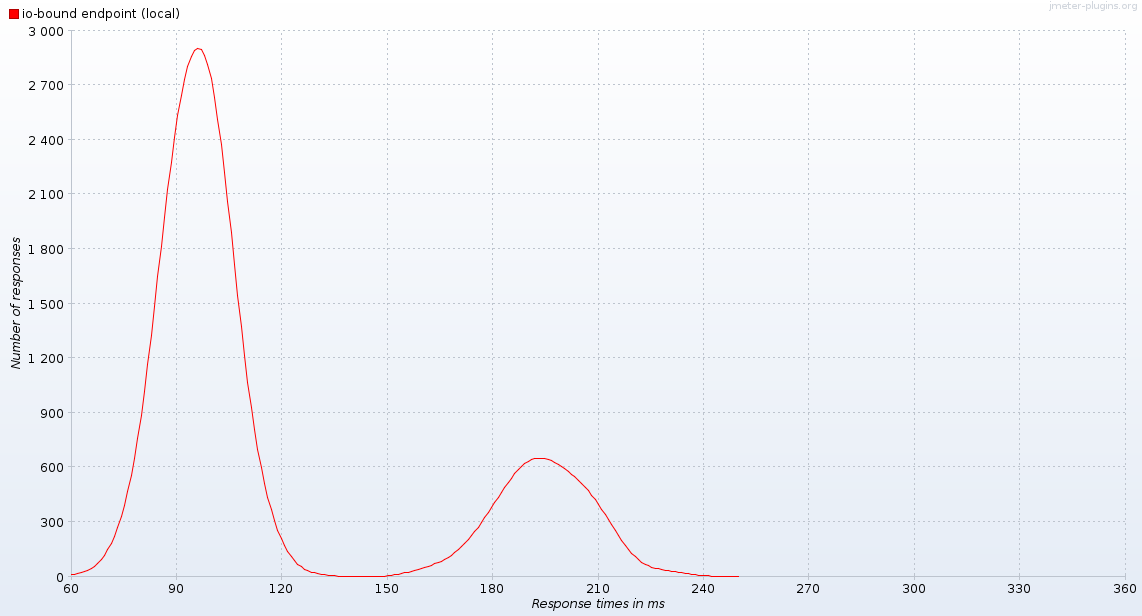 io-bound endpoint (local)
jmeter-plugins.org
3 000
2 700
2 400
2 100
1 800
1 500
1 200
900
600
300
0
Number of responses
60 90 120 150 180 210 240 270 300 330 360
Response times in ms